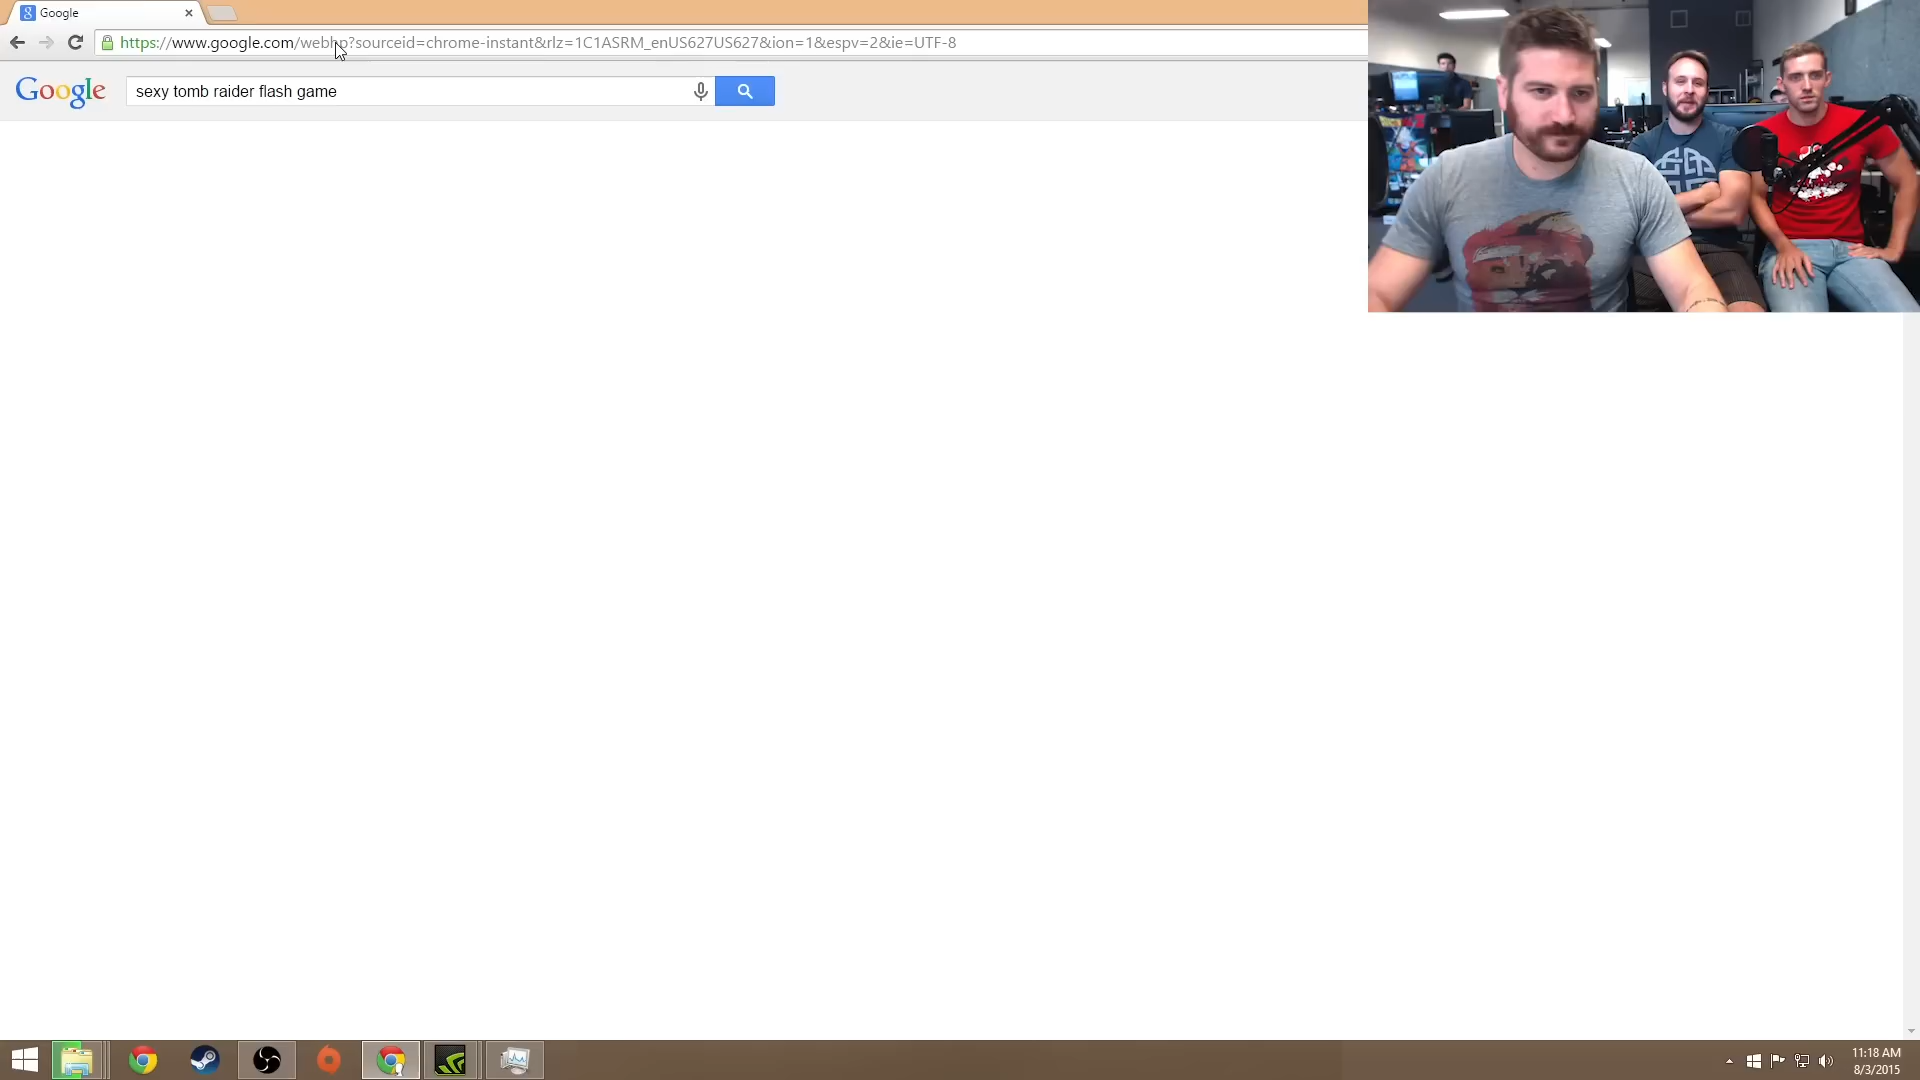 Google
https://www.google.com/webhp?sourceid=chrome-instant&rlz=1C1ASRM_enUS627US627&ion=1&espv=2&ie=UTF-8
Google
sexy tomb raider flash game
11:18 AM
8/3/2015